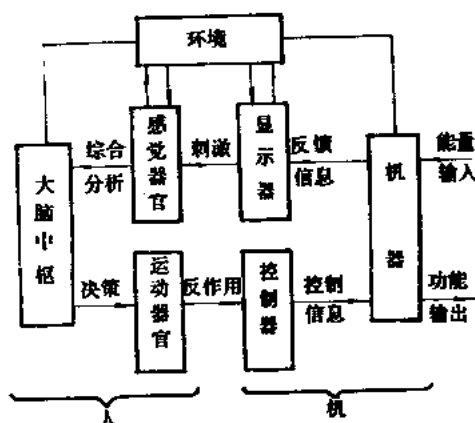 环境
大脑中枢
综合
分析
感觉器官
刺激
显示器
反馈
信息
机器
能量
输入
决策
运动器官
反作用
控制器
控制
信息
功能
输出
人
机